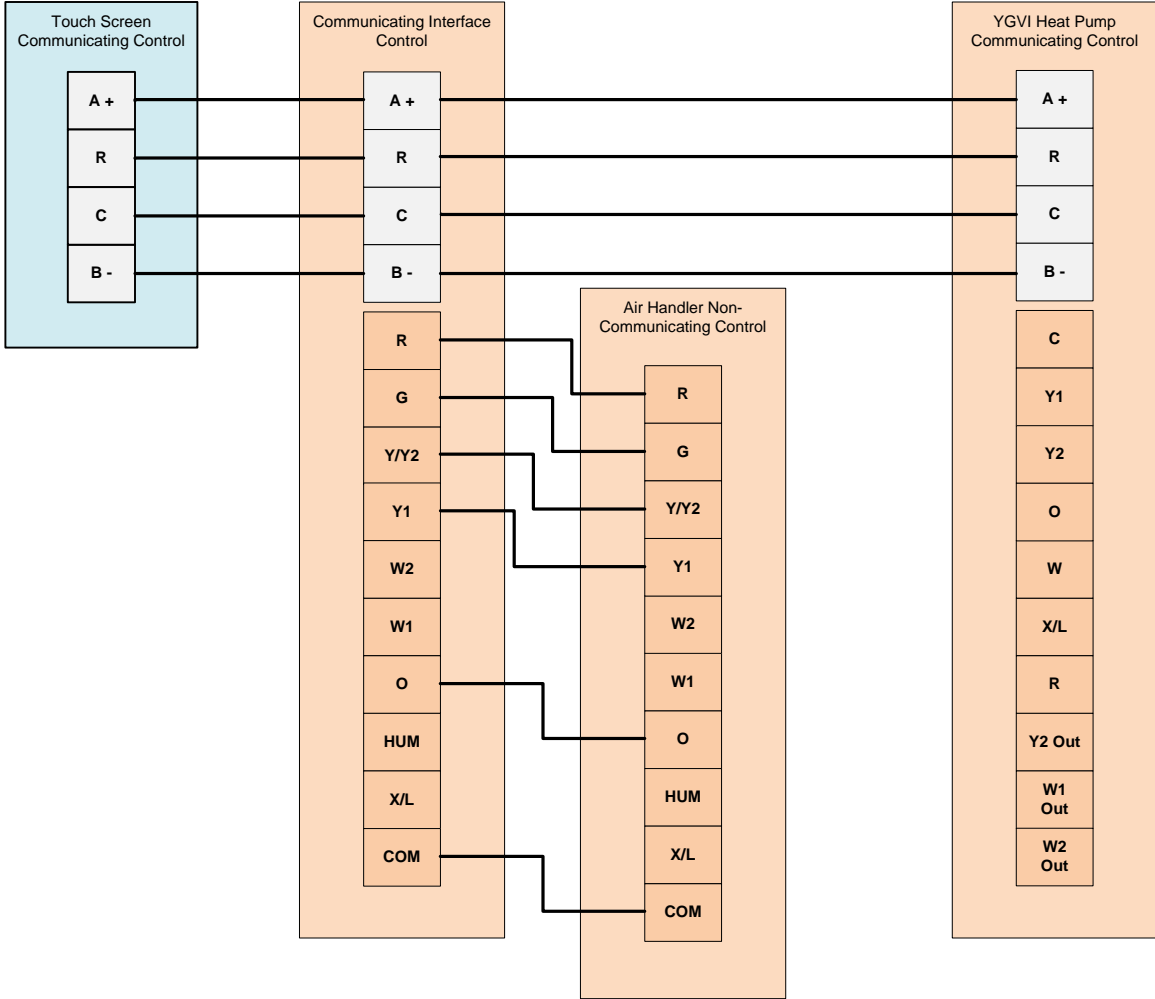 Touch Screen
Communicating Control
A +
R
C
B -
Communicating Interface
Control
A +
R
C
B -
R
G
Y/Y2
Y1
W2
W1
O
HUM
X/L
COM
Air Handler Non-
Communicating Control
R
G
Y/Y2
Y1
W2
W1
O
HUM
X/L
COM
YGVI Heat Pump
Communicating Control
A +
R
C
B -
C
Y1
Y2
O
W
X/L
R
Y2 Out
W1
Out
W2
Out